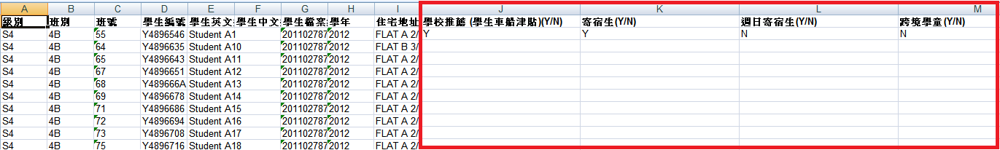 A B C D E F G H I J K L M
級別 班別 班號 學生編號 學生英文 學生中文 學生檔案 學年 住宅地址 學校推薦 (學生車船津貼)(Y/N) 寄宿生(Y/N) 週日寄宿生(Y/N) 跨境學童(Y/N)
S4 4B 55 Y4896546 Student A1 201102787 2012 FLAT A 2/ Y Y N N
S4 4B 64 Y4896635 Student A10 201102787 2012 FLAT B 3/
S4 4B 65 Y4896643 Student A11 201102787 2012 FLAT A 2/
S4 4B 67 Y4896651 Student A12 201102787 2012 FLAT A 2/
S4 4B 68 Y489666A Student A13 201102787 2012 FLAT A 2/
S4 4B 69 Y4896678 Student A14 201102787 2012 FLAT A 2/
S4 4B 71 Y4896686 Student A15 201102787 2012 FLAT A 2/
S4 4B 72 Y4896694 Student A16 201102787 2012 FLAT A 2/
S4 4B 73 Y4896708 Student A17 201102787 2012 FLAT A 2/
S4 4B 75 Y4896716 Student A18 201102787 2012 FLAT A 2/